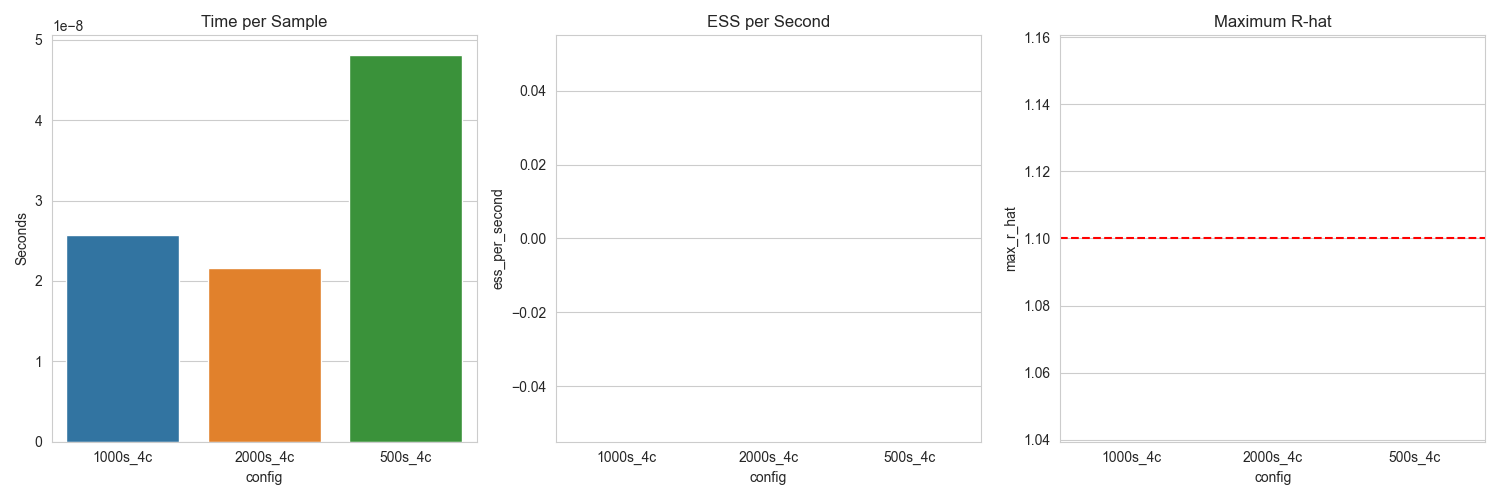 Time per Sample
1e−8
5
4
3
2
1
0
Seconds
1000s_4c 2000s_4c 500s_4c
config
ESS per Second
0.04
0.02
0.00
−0.02
−0.04
ess_per_second
1000s_4c 2000s_4c 500s_4c
config
Maximum R-hat
1.16
1.14
1.12
1.10
1.08
1.06
1.04
max_r_hat
1000s_4c 2000s_4c 500s_4c
config